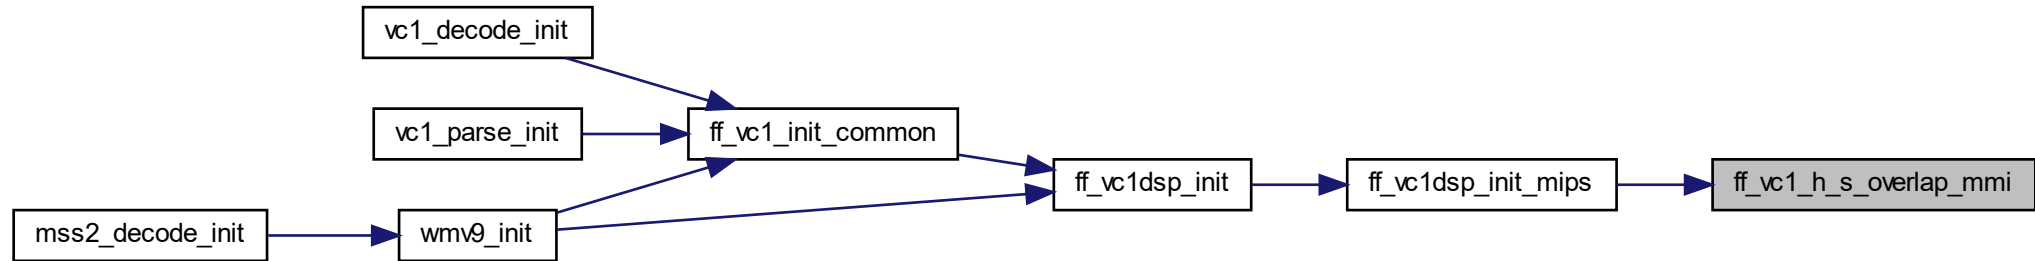 vc1_decode_init
vc1_parse_init
ff_vc1_init_common
ff_vc1dsp_init
ff_vc1dsp_init_mips
ff_vc1_h_s_overlap_mmi
mss2_decode_init
wmv9_init